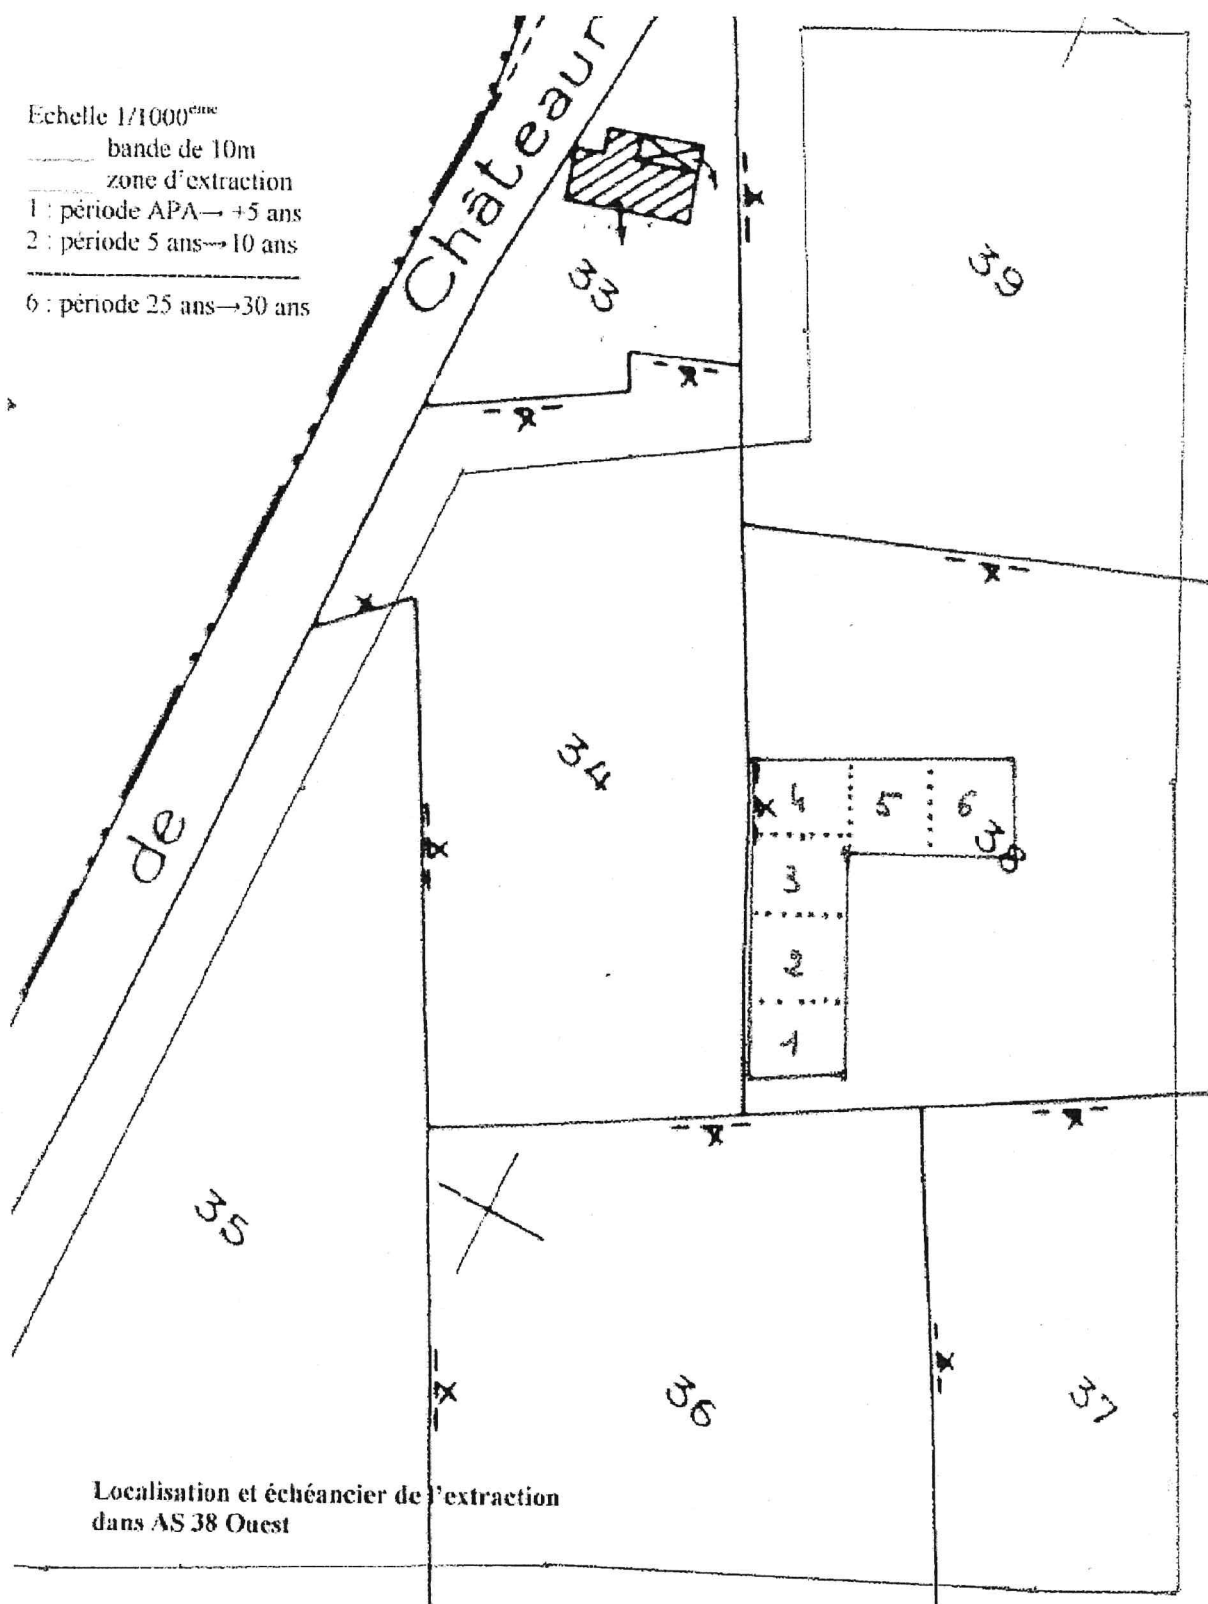 Echelle 1/1000ème
bande de 10m
zone d'extraction
1 : période APA→ +5 ans
2 : période 5 ans→10 ans
6 : période 25 ans→30 ans
Château
de
33
39
34
4 5 6
38
3
2
1
35
36
37
Localisation et échéancier de l'extraction
dans AS 38 Ouest